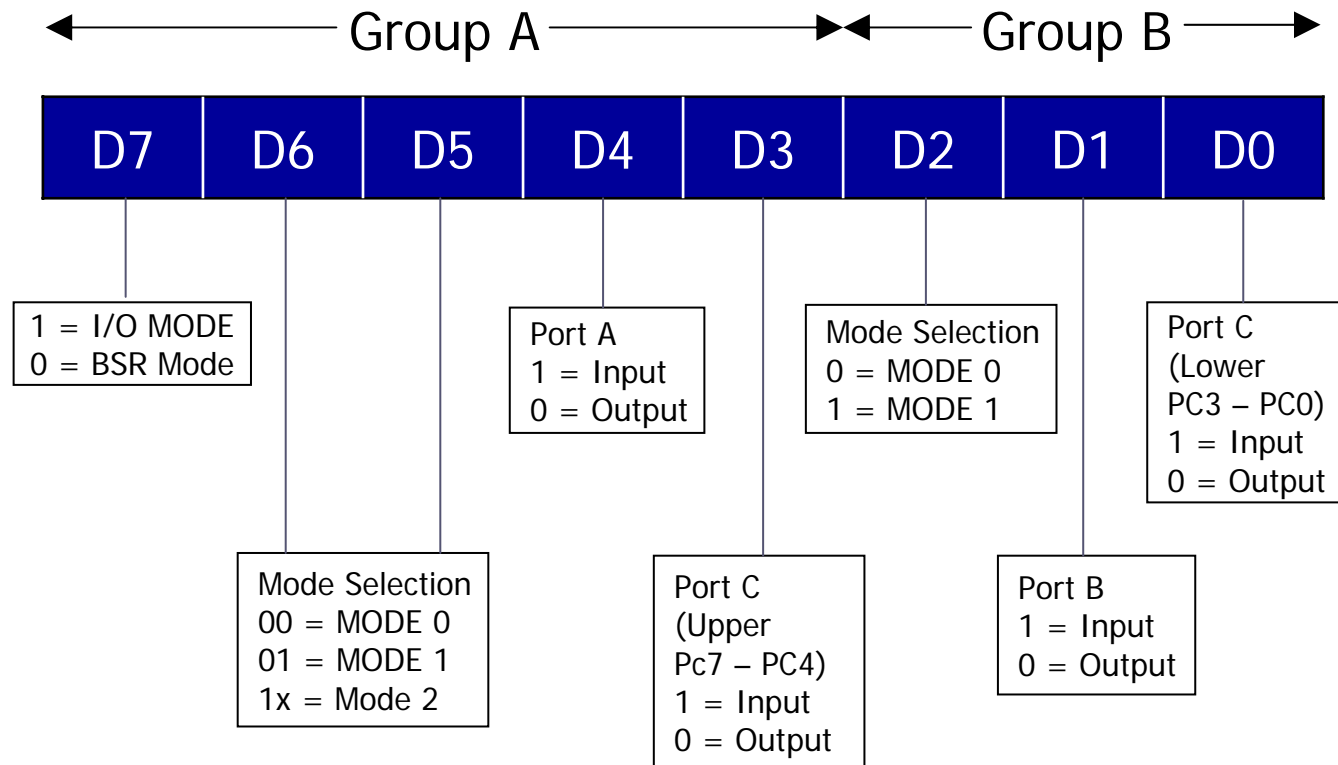 Group A
Group B
D7 D6 D5 D4 D3 D2 D1 D0
1 = I/O MODE
0 = BSR Mode
Port A
1 = Input
0 = Output
Mode Selection
0 = MODE 0
1 = MODE 1
Port C
(Lower
PC3 – PC0)
1 = Input
0 = Output
Mode Selection
00 = MODE 0
01 = MODE 1
1x = Mode 2
Port C
(Upper
Pc7 – PC4)
1 = Input
0 = Output
Port B
1 = Input
0 = Output